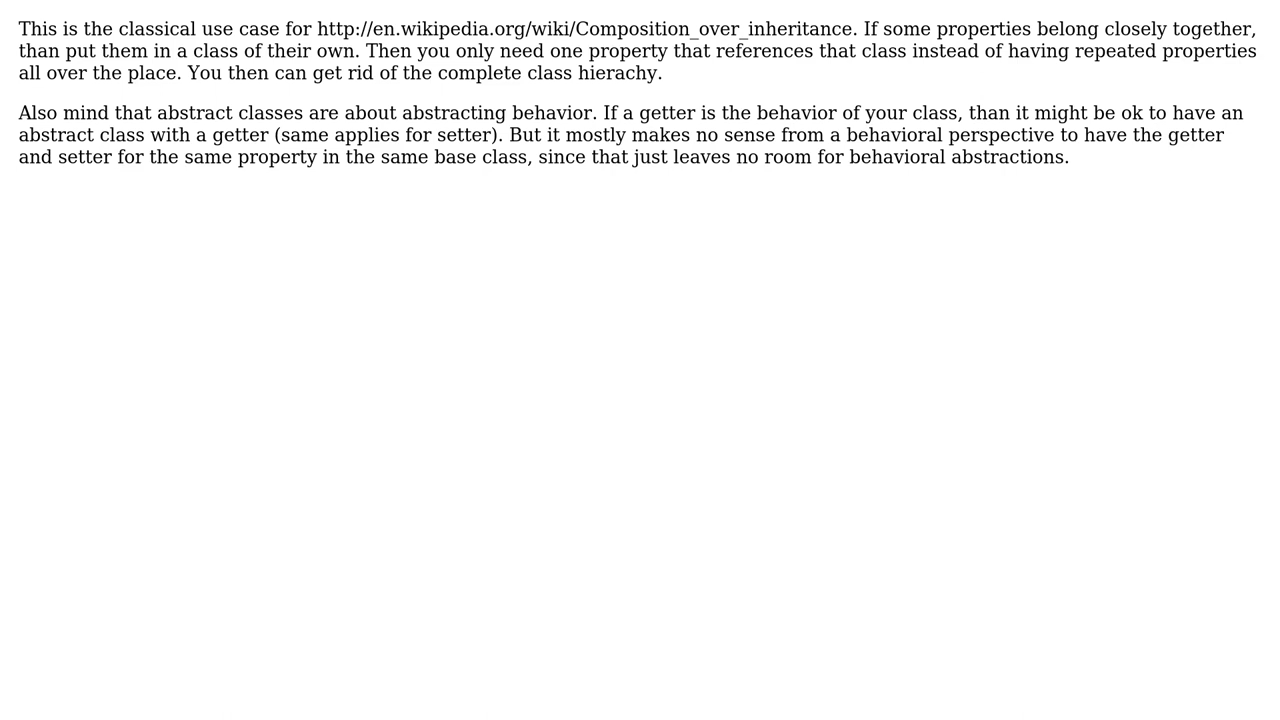 This is the classical use case for http://en.wikipedia.org/wiki/Composition_over_inheritance. If some properties belong closely together,
than put them in a class of their own. Then you only need one property that references that class instead of having repeated properties
all over the place. You then can get rid of the complete class hierachy.
Also mind that abstract classes are about abstracting behavior. If a getter is the behavior of your class, than it might be ok to have an
abstract class with a getter (same applies for setter). But it mostly makes no sense from a behavioral perspective to have the getter
and setter for the same property in the same base class, since that just leaves no room for behavioral abstractions.